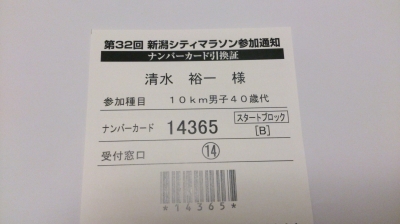 第32回 新潟シティマラソン参加通知
ナンバーカード引換証
清水 裕一 様
参加種目 10km男子40歳代
ナンバーカード 14365 スタートブロック [B]
受付窓口 ⑭
*14365*